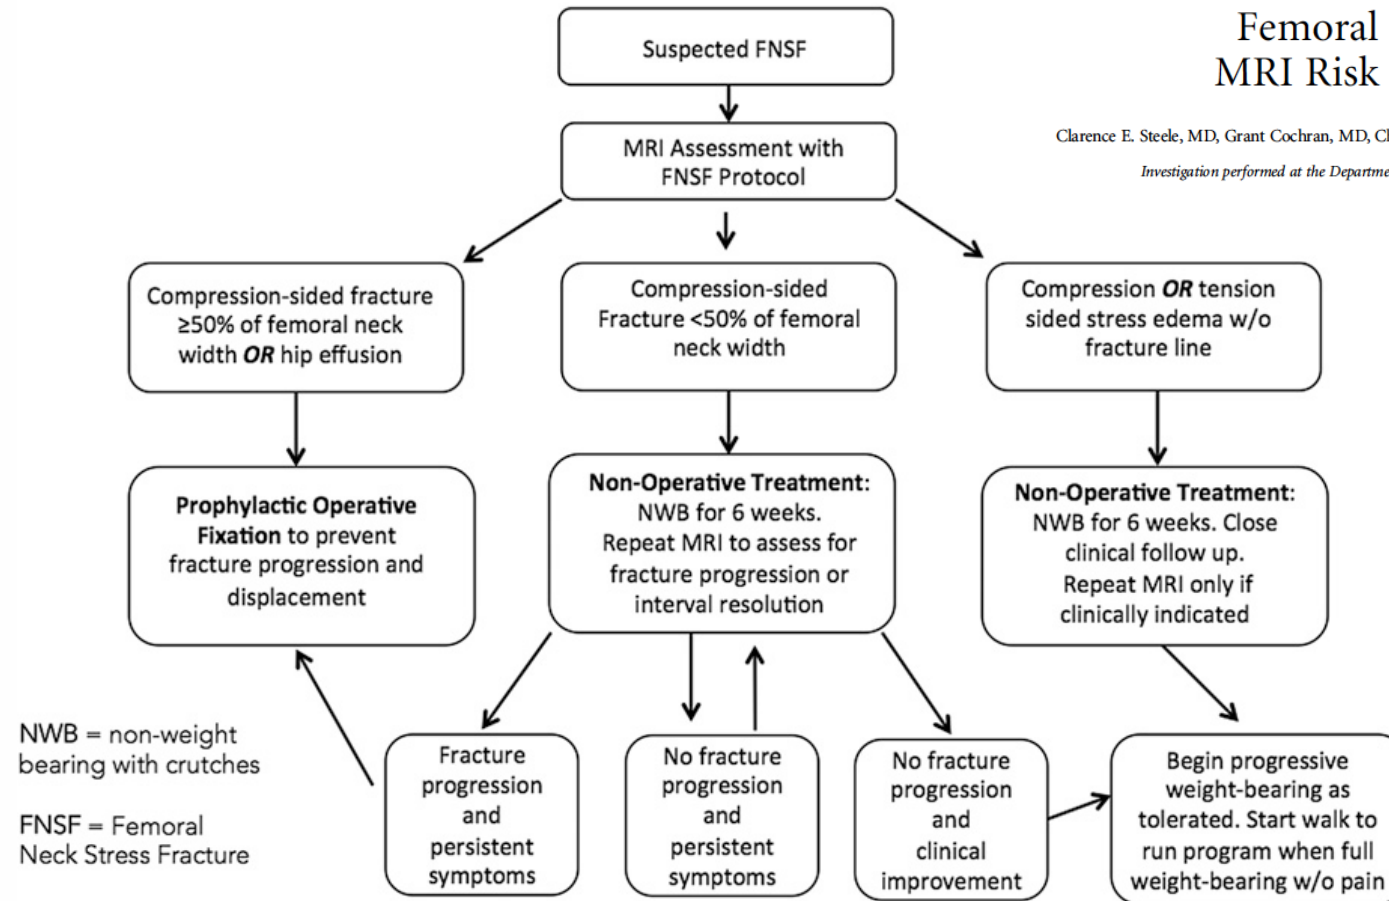 Femoral
MRI Risk
Clarence E. Steele, MD, Grant Cochran, MD,
Investigation performed at the
Suspected FNSF
MRI Assessment with
FNSF Protocol
Compression-sided fracture
≥50% of femoral neck
width OR hip effusion
Compression-sided
Fracture <50% of femoral
neck width
Compression OR tension
sided stress edema w/o
fracture line
Prophylactic Operative
Fixation to prevent
fracture progression and
displacement
Non-Operative Treatment:
NWB for 6 weeks.
Repeat MRI to assess for
fracture progression or
interval resolution
Non-Operative Treatment:
NWB for 6 weeks. Close
clinical follow up.
Repeat MRI only if
clinically indicated
NWB = non-weight
bearing with crutches
FNSF = Femoral
Neck Stress Fracture
Fracture
progression
and
persistent
symptoms
No fracture
progression
and
persistent
symptoms
No fracture
progression
and
clinical
improvement
Begin progressive
weight-bearing as
tolerated. Start walk to
run program when full
weight-bearing w/o pain